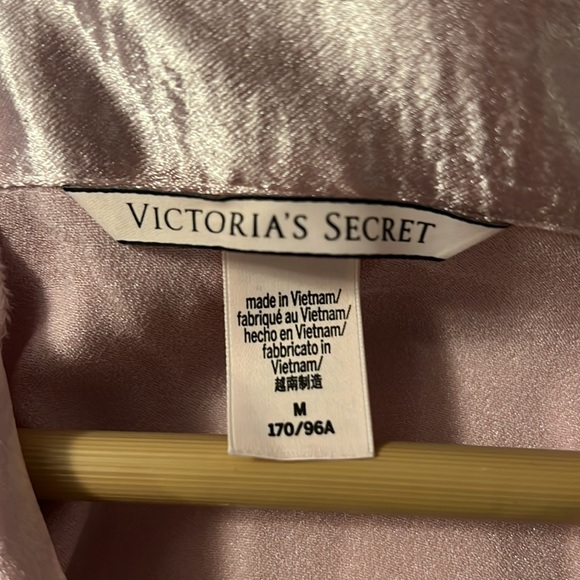 VICTORIA'S SECRET
made in Vietnam/
fabriqué au Vietnam/
hecho en Vietnam/
fabbricato in
Vietnam/
越南制造
M
170/96A